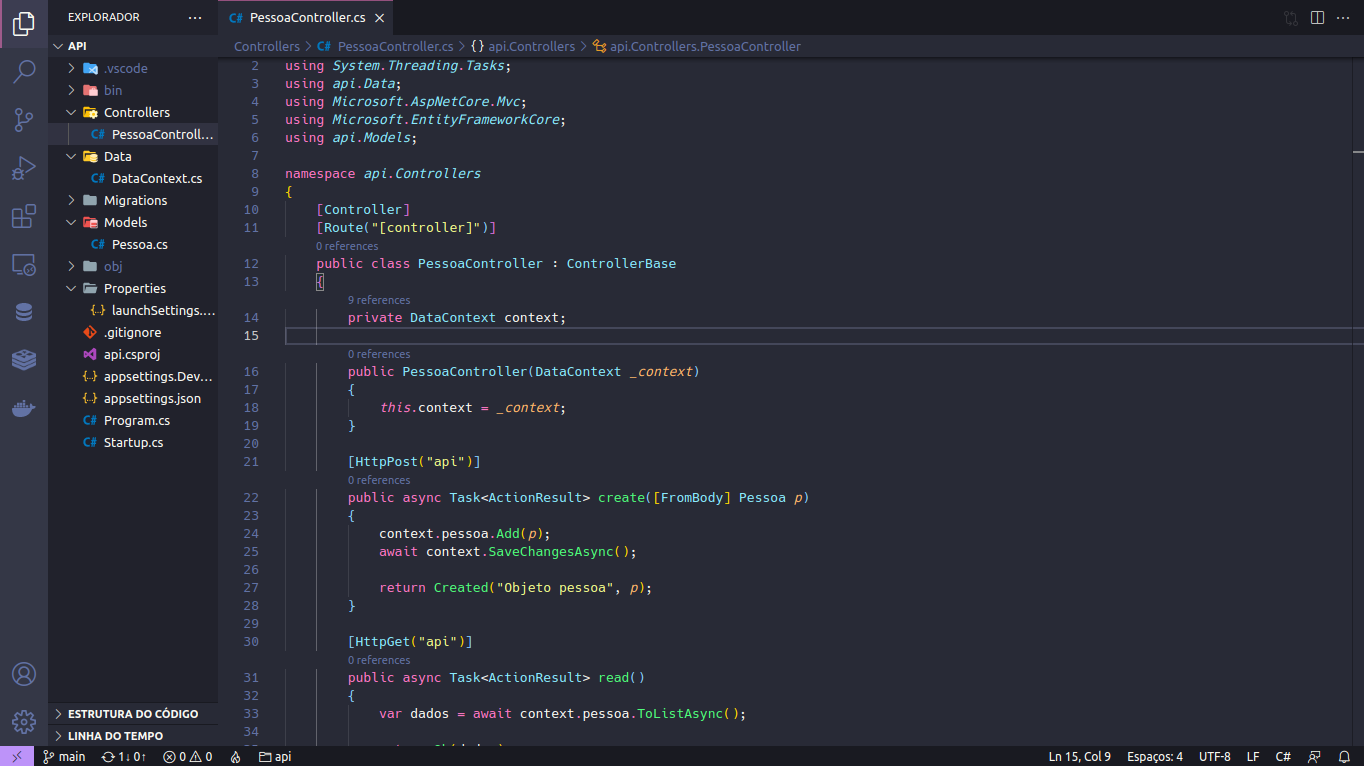 EXPLORADOR ···
API
.vscode
bin
Controllers
C# PessoaControll...
Data
C# DataContext.cs
Migrations
Models
C# Pessoa.cs
obj
Properties
{..} launchSettings....
.gitignore
api.csproj
{..} appsettings.Dev...
{..} appsettings.json
C# Program.cs
C# Startup.cs
ESTRUTURA DO CÓDIGO
LINHA DO TEMPO
C# PessoaController.cs ×
Controllers > C# PessoaController.cs > {} api.Controllers > api.Controllers.PessoaController
2 using System.Threading.Tasks;
3 using api.Data;
4 using Microsoft.AspNetCore.Mvc;
5 using Microsoft.EntityFrameworkCore;
6 using api.Models;
7
8 namespace api.Controllers
9 {
10 [Controller]
11 [Route("[controller]")]
0 references
12 public class PessoaController : ControllerBase
13 {
9 references
14 private DataContext context;
15
0 references
16 public PessoaController(DataContext _context)
17 {
18 this.context = _context;
19 }
20
21 [HttpPost("api")]
0 references
22 public async Task<ActionResult> create([FromBody] Pessoa p)
23 {
24 context.pessoa.Add(p);
25 await context.SaveChangesAsync();
26
27 return Created("Objeto pessoa", p);
28 }
29
30 [HttpGet("api")]
0 references
31 public async Task<ActionResult> read()
32 {
33 var dados = await context.pessoa.ToListAsync();
34
main 1↓ 0↑ 0 0 api Ln 15, Col 9 Espaços: 4 UTF-8 LF C#